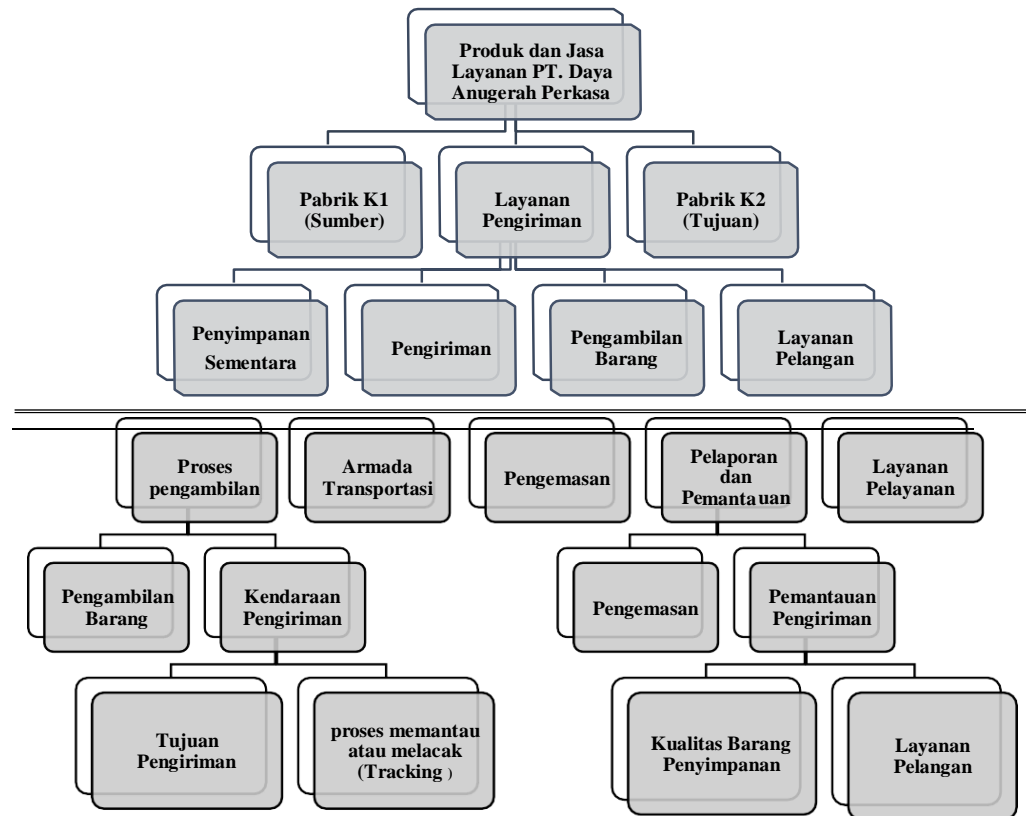 Produk dan Jasa
Layanan PT. Daya
Anugerah Perkasa
Pabrik K1
(Sumber)
Layanan
Pengiriman
Pabrik K2
(Tujuan)
Penyimpanan
Sementara
Pengiriman
Pengambilan
Barang
Layanan
Pelangan
Proses
pengambilan
Armada
Transportasi
Pengemasan
Pelaporan
dan
Pemantauan
Layanan
Pelayanan
Pengambilan
Barang
Kendaraan
Pengiriman
Pengemasan
Pemantauan
Pengiriman
Tujuan
Pengiriman
proses memantau
atau melacak
(Tracking )
Kualitas Barang
Penyimpanan
Layanan
Pelangan